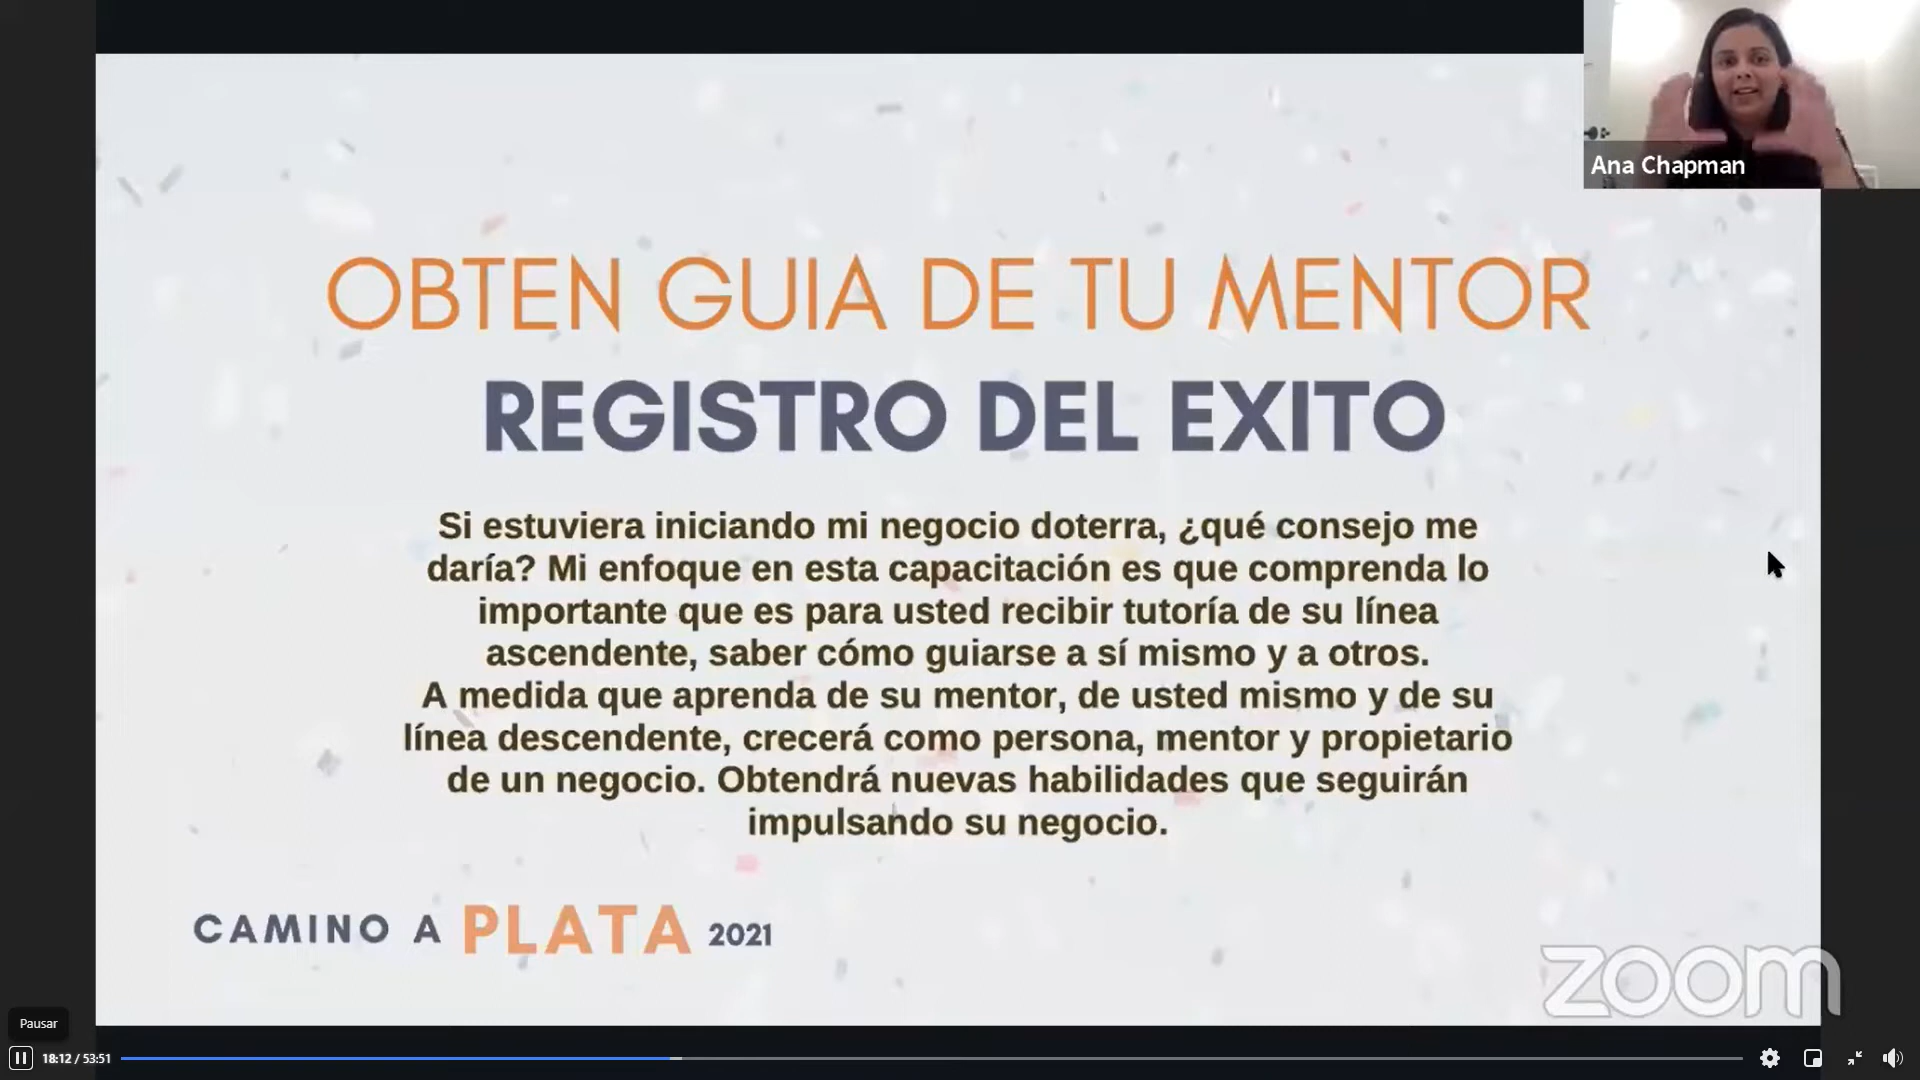 Ana Chapman
OBTEN GUIA DE TU MENTOR
REGISTRO DEL EXITO
Si estuviera iniciando mi negocio doterra, ¿qué consejo me
daría? Mi enfoque en esta capacitación es que comprenda lo
importante que es para usted recibir tutoría de su línea
ascendente, saber cómo guiarse a sí mismo y a otros.
A medida que aprenda de su mentor, de usted mismo y de su
línea descendente, crecerá como persona, mentor y propietario
de un negocio. Obtendrá nuevas habilidades que seguirán
impulsando su negocio.
CAMINO A PLATA 2021
zoom
Pausar
18:12 / 53:51